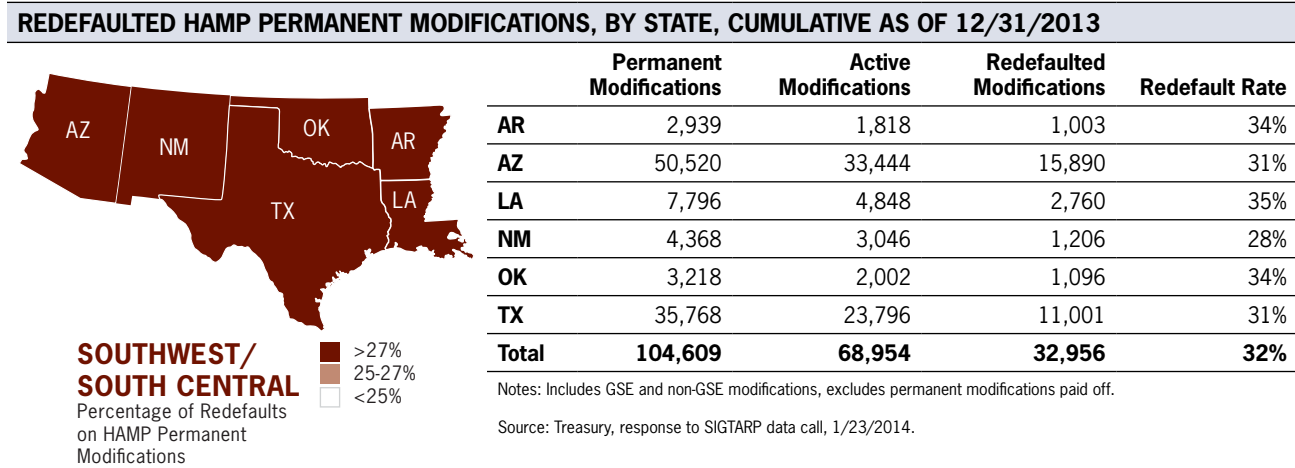 REDEFAULTED HAMP PERMANENT MODIFICATIONS, BY STATE, CUMULATIVE AS OF 12/31/2013
AZ
NM
OK
AR
TX
LA
SOUTHWEST/
SOUTH CENTRAL
Percentage of Redefaults
on HAMP Permanent
Modifications
>27%
25-27%
<25%
Permanent Modifications Active Modifications Redefaulted Modifications Redefault Rate
AR 2,939 1,818 1,003 34%
AZ 50,520 33,444 15,890 31%
LA 7,796 4,848 2,760 35%
NM 4,368 3,046 1,206 28%
OK 3,218 2,002 1,096 34%
TX 35,768 23,796 11,001 31%
Total 104,609 68,954 32,956 32%
Notes: Includes GSE and non-GSE modifications, excludes permanent modifications paid off.
Source: Treasury, response to SIGTARP data call, 1/23/2014.